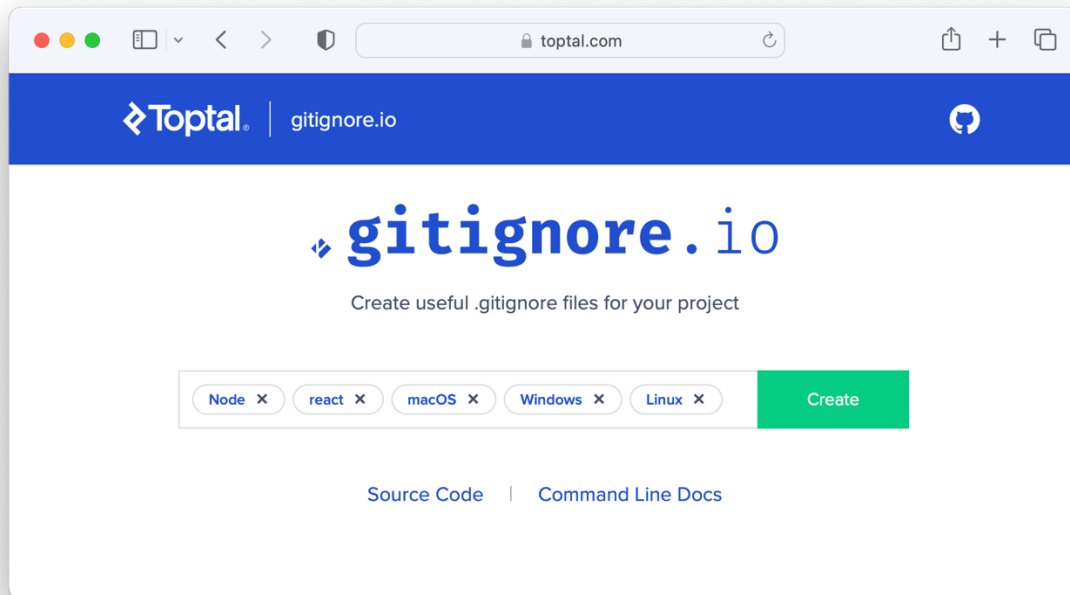 toptal.com
Toptal® gitignore.io
.gitignore.io
Create useful .gitignore files for your project
Node × react × macOS × Windows × Linux × Create
Source Code | Command Line Docs